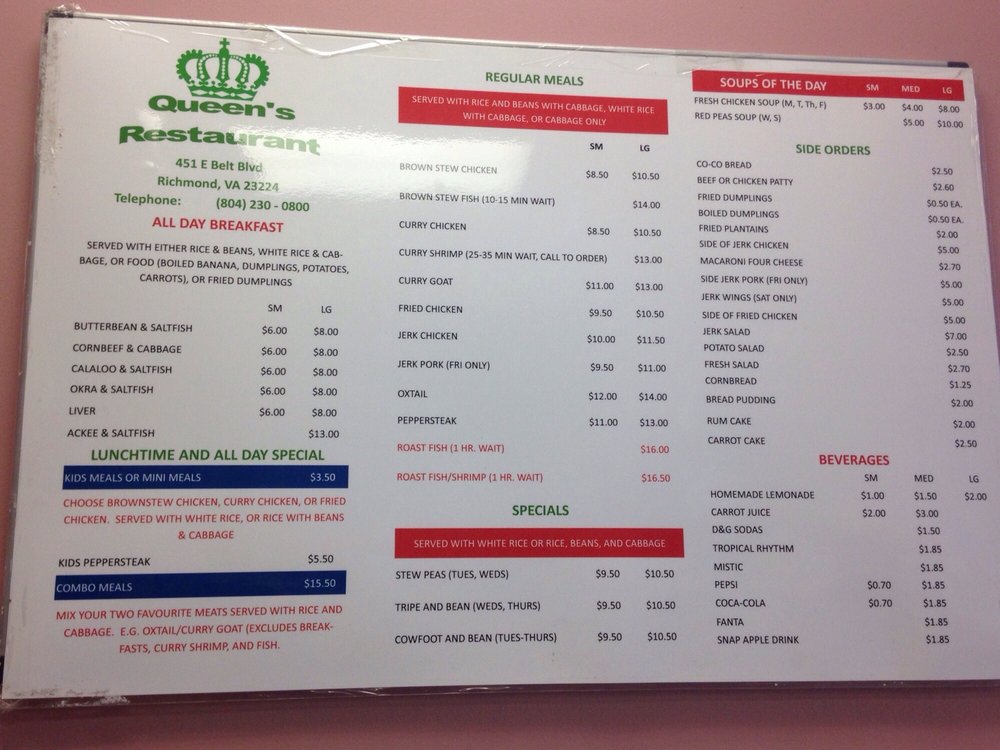 Queen's
Restaurant
451 E Belt Blvd
Richmond, VA 23224
Telephone: (804) 230 - 0800
ALL DAY BREAKFAST
SERVED WITH EITHER RICE & BEANS, WHITE RICE & CAB-
BAGE, OR FOOD (BOILED BANANA, DUMPLINGS, POTATOES,
CARROTS), OR FRIED DUMPLINGS
SM LG
BUTTERBEAN & SALTFISH $6.00 $8.00
CORNBEEF & CABBAGE $6.00 $8.00
CALALOO & SALTFISH $6.00 $8.00
OKRA & SALTFISH $6.00 $8.00
LIVER $6.00 $8.00
ACKEE & SALTFISH $13.00
LUNCHTIME AND ALL DAY SPECIAL
KIDS MEALS OR MINI MEALS $3.50
CHOOSE BROWNSTEW CHICKEN, CURRY CHICKEN, OR FRIED
CHICKEN. SERVED WITH WHITE RICE, OR RICE WITH BEANS
& CABBAGE
KIDS PEPPERSTEAK $5.50
COMBO MEALS $15.50
MIX YOUR TWO FAVOURITE MEATS SERVED WITH RICE AND
CABBAGE. E.G. OXTAIL/CURRY GOAT (EXCLUDES BREAK-
FASTS, CURRY SHRIMP, AND FISH.
REGULAR MEALS
SERVED WITH RICE AND BEANS WITH CABBAGE, WHITE RICE
WITH CABBAGE, OR CABBAGE ONLY
SM LG
BROWN STEW CHICKEN $8.50 $10.50
BROWN STEW FISH (10-15 MIN WAIT) $14.00
CURRY CHICKEN $8.50 $10.50
CURRY SHRIMP (25-35 MIN WAIT, CALL TO ORDER) $13.00
CURRY GOAT $11.00 $13.00
FRIED CHICKEN $9.50 $10.50
JERK CHICKEN $10.00 $11.50
JERK PORK (FRI ONLY) $9.50 $11.00
OXTAIL $12.00 $14.00
PEPPERSTEAK $11.00 $13.00
ROAST FISH (1 HR. WAIT) $16.00
ROAST FISH/SHRIMP (1 HR. WAIT) $16.50
SPECIALS
SERVED WITH WHITE RICE OR RICE, BEANS, AND CABBAGE
STEW PEAS (TUES, WEDS) $9.50 $10.50
TRIPE AND BEAN (WEDS, THURS) $9.50 $10.50
COWFOOT AND BEAN (TUES-THURS) $9.50 $10.50
SOUPS OF THE DAY SM MED LG
FRESH CHICKEN SOUP (M, T, Th, F) $3.00 $4.00 $8.00
RED PEAS SOUP (W, S) $5.00 $10.00
SIDE ORDERS
CO-CO BREAD $2.50
BEEF OR CHICKEN PATTY $2.60
FRIED DUMPLINGS $0.50 EA.
BOILED DUMPLINGS $0.50 EA.
FRIED PLANTAINS $2.00
SIDE OF JERK CHICKEN $5.00
MACARONI FOUR CHEESE $2.70
SIDE JERK PORK (FRI ONLY) $5.00
JERK WINGS (SAT ONLY) $5.00
SIDE OF FRIED CHICKEN $5.00
JERK SALAD $7.00
POTATO SALAD $2.50
FRESH SALAD $2.70
CORNBREAD $1.25
BREAD PUDDING $2.00
RUM CAKE $2.00
CARROT CAKE $2.50
BEVERAGES
SM MED LG
HOMEMADE LEMONADE $1.00 $1.50 $2.00
CARROT JUICE $2.00 $3.00
D&G SODAS $1.50
TROPICAL RHYTHM $1.85
MISTIC $1.85
PEPSI $0.70 $1.85
COCA-COLA $0.70 $1.85
FANTA $1.85
SNAP APPLE DRINK $1.85